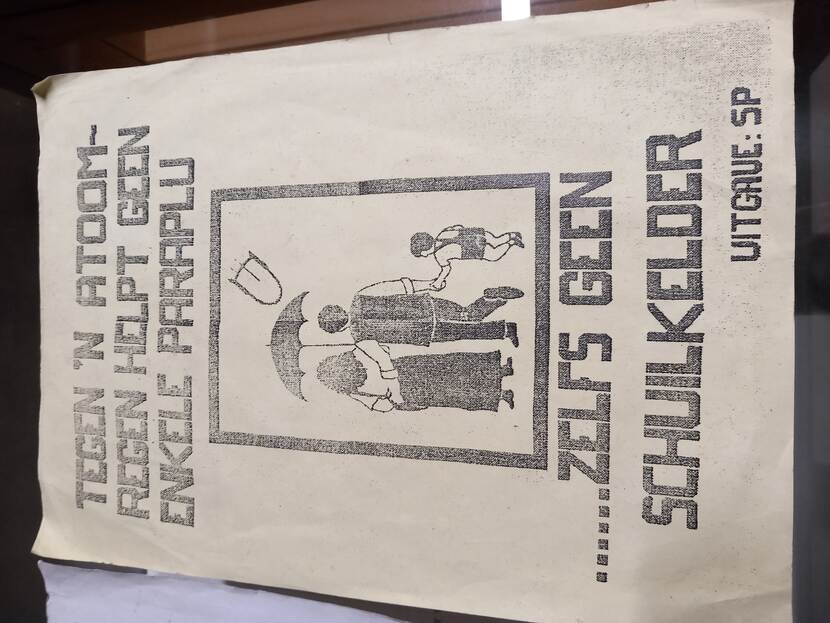 TEGEN 'N ATOOM-
REGEN HELPT GEEN
ENKELE PARAPLU
......ZELFS GEEN
SCHUILKELDER
UITGAVE: SP